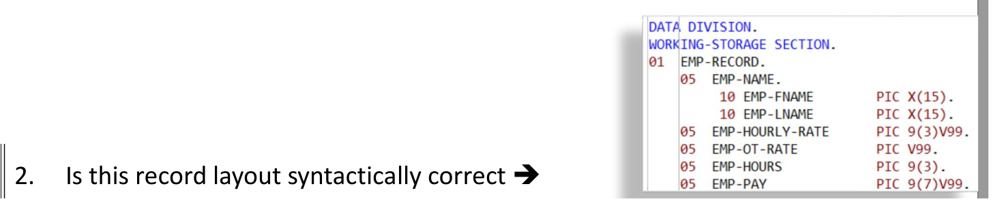 DATA DIVISION.
WORKING-STORAGE SECTION.
01 EMP-RECORD.
05 EMP-NAME.
10 EMP-FNAME PIC X(15).
10 EMP-LNAME PIC X(15).
05 EMP-HOURLY-RATE PIC 9(3)V99.
05 EMP-OT-RATE PIC V99.
05 EMP-HOURS PIC 9(3).
05 EMP-PAY PIC 9(7)V99.
2. Is this record layout syntactically correct ➔